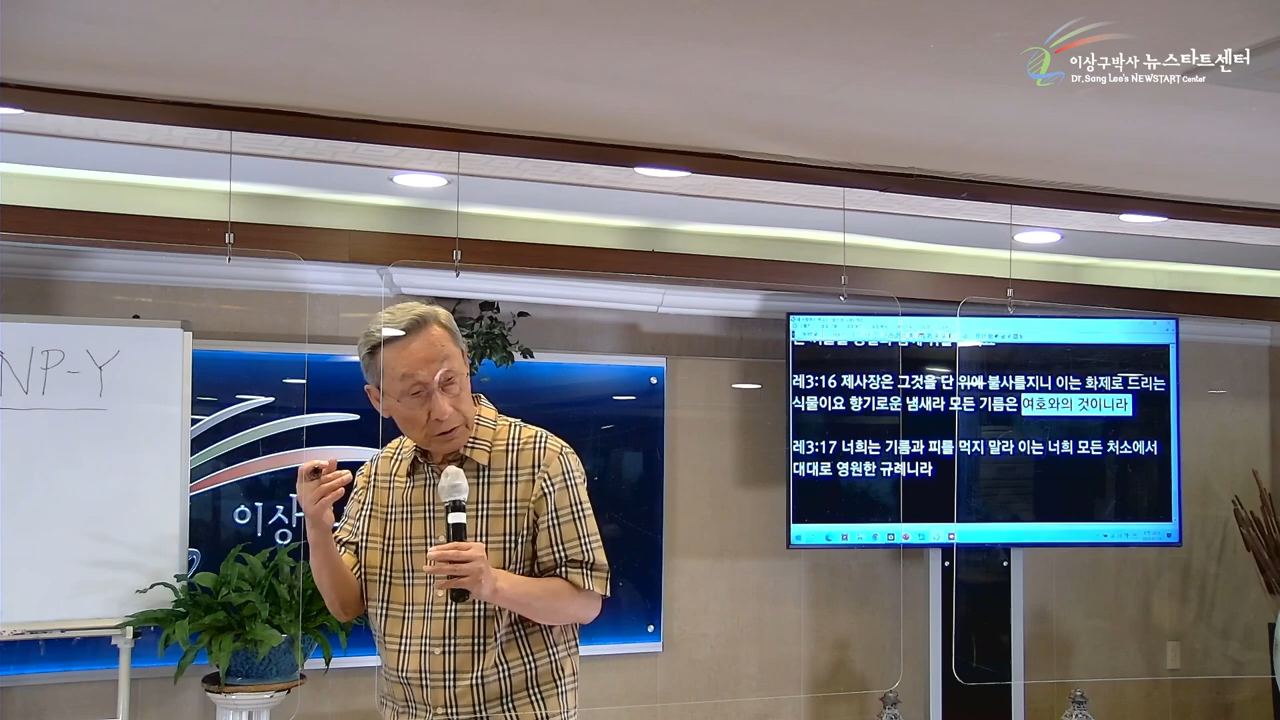 이상구박사 뉴스타트센터
Dr. Sang Lee's NEWSTART Center
NP-Y
이상
레3:16 제사장은 그것을 단 위에 불사를지니 이는 화제로 드리는
식물이요 향기로운 냄새라 모든 기름은 여호와의 것이니라
레3:17 너희는 기름과 피를 먹지 말라 이는 너희 모든 처소에서
대대로 영원한 규례니라